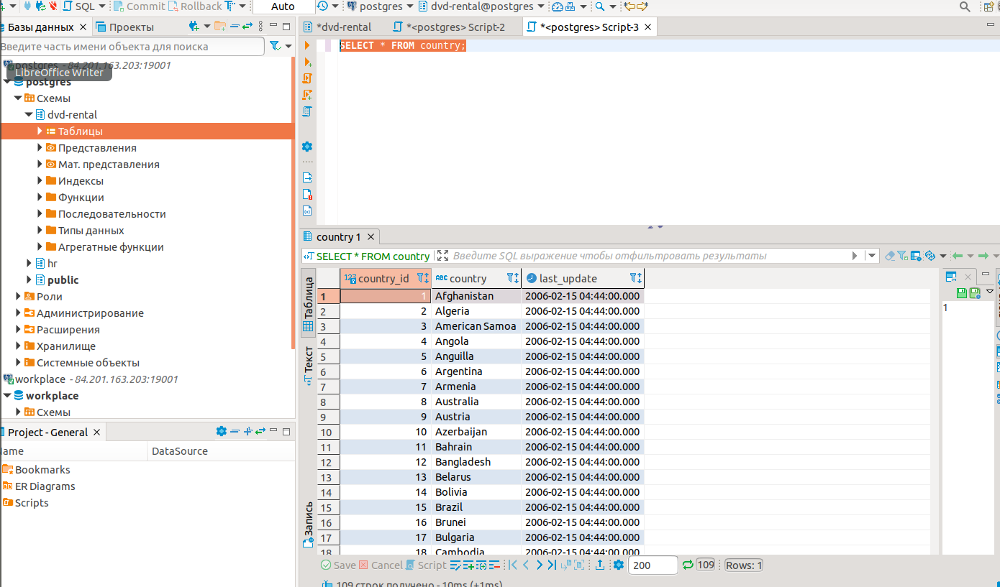 SQL Commit Rollback Auto postgres dvd-rental@postgres
Базы данных Проекты
Введите часть имени объекта для поиска
postgres - 84.201.163.203:19001
LibreOffice Writer
postgres
Схемы
dvd-rental
Таблицы
Представления
Мат. представления
Индексы
Функции
Последовательности
Типы данных
Агрегатные функции
hr
public
Роли
Администрирование
Расширения
Хранилище
Системные объекты
workplace - 84.201.163.203:19001
workplace
Схемы
Project - General
ame DataSource
Bookmarks
ER Diagrams
Scripts
*dvd-rental *<postgres> Script-2 *<postgres> Script-3
SELECT * FROM country;
country 1
SELECT * FROM country Введите SQL выражение чтобы отфильтровать результаты
Таблица
Текст
Запись
123 country_id ABC country last_update
1 1 Afghanistan 2006-02-15 04:44:00.000
2 2 Algeria 2006-02-15 04:44:00.000
3 3 American Samoa 2006-02-15 04:44:00.000
4 4 Angola 2006-02-15 04:44:00.000
5 5 Anguilla 2006-02-15 04:44:00.000
6 6 Argentina 2006-02-15 04:44:00.000
7 7 Armenia 2006-02-15 04:44:00.000
8 8 Australia 2006-02-15 04:44:00.000
9 9 Austria 2006-02-15 04:44:00.000
10 10 Azerbaijan 2006-02-15 04:44:00.000
11 11 Bahrain 2006-02-15 04:44:00.000
12 12 Bangladesh 2006-02-15 04:44:00.000
13 13 Belarus 2006-02-15 04:44:00.000
14 14 Bolivia 2006-02-15 04:44:00.000
15 15 Brazil 2006-02-15 04:44:00.000
16 16 Brunei 2006-02-15 04:44:00.000
17 17 Bulgaria 2006-02-15 04:44:00.000
18 18 Cambodia 2006-02-15 04:44:00.000
1
Save Cancel Script 200 109 Rows: 1
109 строк получено - 10ms (+1ms)